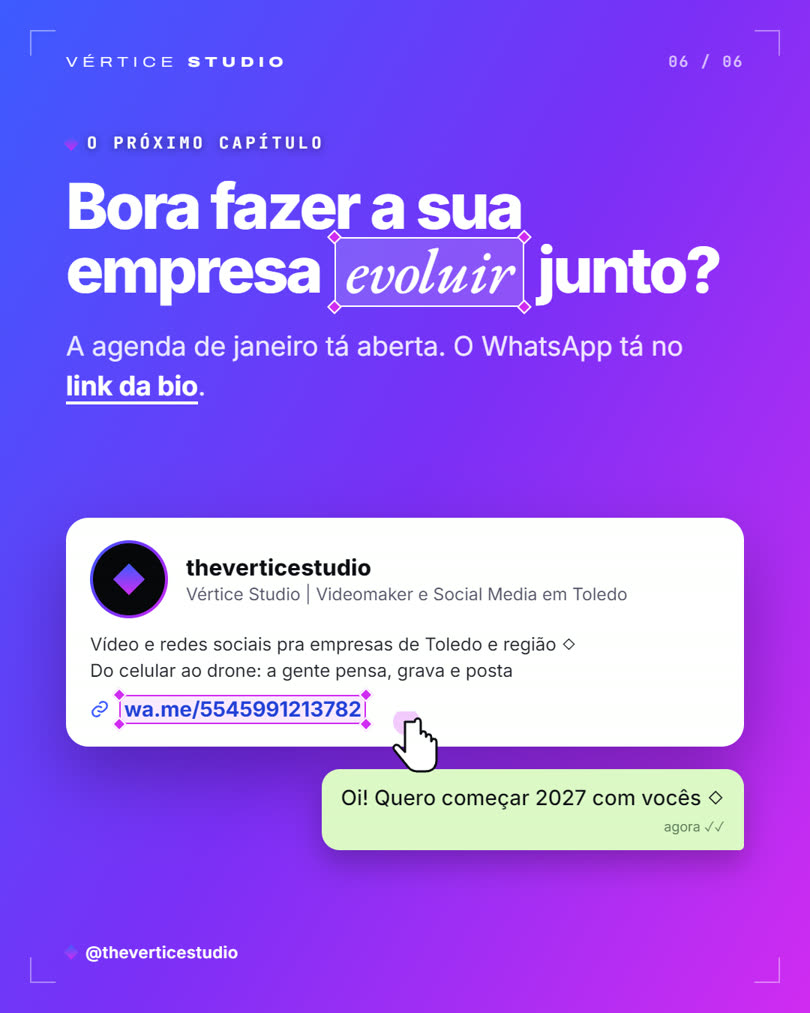 VÉRTICE STUDIO
06 / 06
O PRÓXIMO CAPÍTULO
Bora fazer a sua
empresa evoluir junto?
A agenda de janeiro tá aberta. O WhatsApp tá no
link da bio.
theverticestudio
Vértice Studio | Videomaker e Social Media em Toledo
Vídeo e redes sociais pra empresas de Toledo e região ◇
Do celular ao drone: a gente pensa, grava e posta
wa.me/5545991213782
Oi! Quero começar 2027 com vocês ◇
agora ✓✓
@theverticestudio